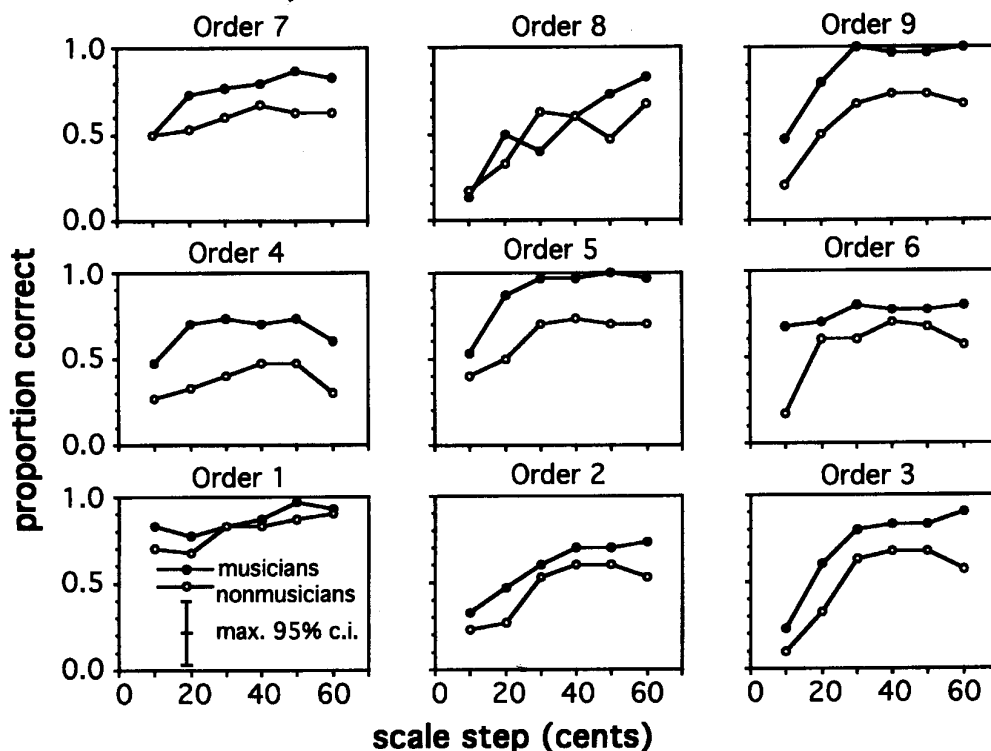 Order 7 Order 8 Order 9
1.0
0.5
0.0
Order 4 Order 5 Order 6
1.0
0.5
0.0
Order 1 Order 2 Order 3
1.0
0.5
0.0
musicians
nonmusicians
max. 95% c.i.
0 20 40 60 0 20 40 60 0 20 40 60
scale step (cents)
proportion correct